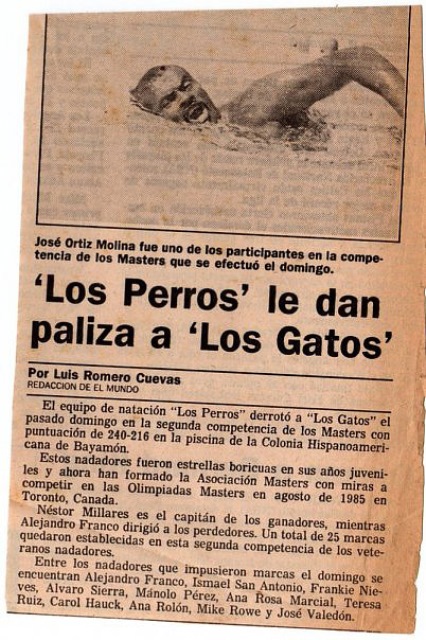 José Ortiz Molina fue uno de los participantes en la compe-
tencia de los Masters que se efectuó el domingo.
'Los Perros' le dan
paliza a 'Los Gatos'
Por Luis Romero Cuevas
REDACCION DE EL MUNDO
El equipo de natación "Los Perros" derrotó a "Los Gatos" el
pasado domingo en la segunda competencia de los Masters con
puntuación de 240-216 en la piscina de la Colonia Hispanoameri-
cana de Bayamón.
Estos nadadores fueron estrellas boricuas en sus años juveni-
les y ahora han formado la Asociación Masters con miras a
competir en las Olimpiadas Masters en agosto de 1985 en
Toronto, Canada.
Néstor Millares es el capitán de los ganadores, mientras
Alejandro Franco dirigió a los perdedores. Un total de 25 marcas
quedaron establecidas en esta segunda competencia de los vete-
ranos nadadores.
Entre los nadadores que impusieron marcas el domingo se
encuentran Alejandro Franco, Ismael San Antonio, Frankie Nie-
ves, Alvaro Sierra, Mánolo Pérez, Ana Rosa Marcial, Teresa
Ruiz, Carol Hauck, Ana Rolón, Mike Rowe y José Valedón.